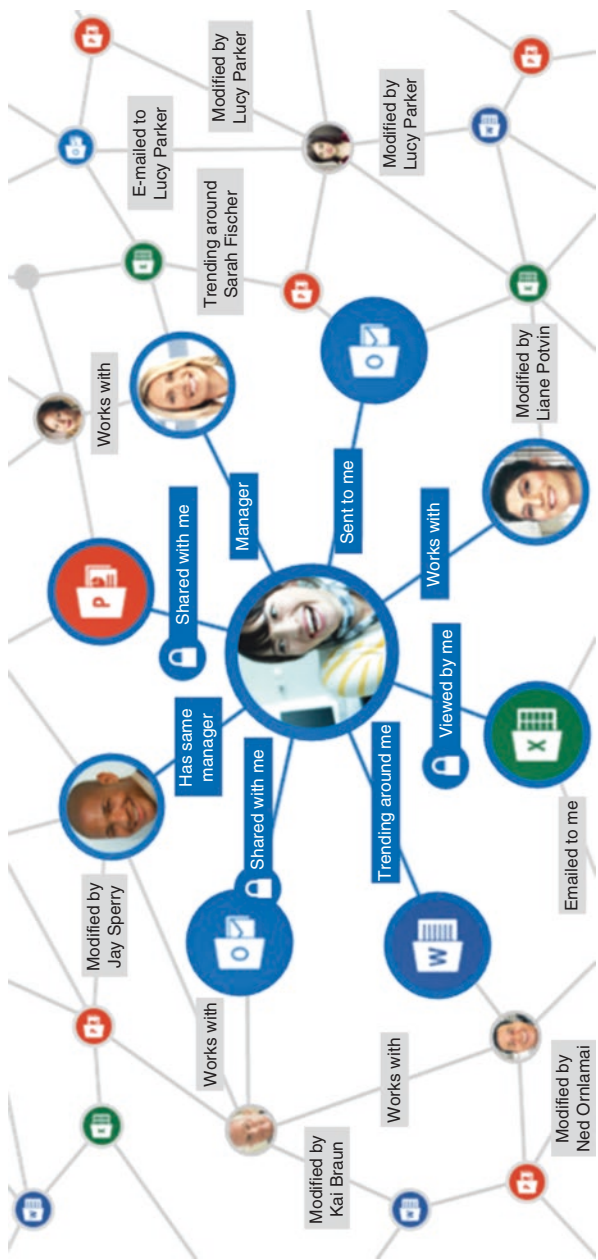 Modified by
Kai Braun
Works with
Modified by
Jay Sperry
Has same
manager
Shared with me
P
Works with
Manager
Trending around
Sarah Fischer
E-mailed to
Lucy Parker
Modified by
Lucy Parker
O
Shared with me
Sent to me
O
Modified by
Lucy Parker
Works with
W
Trending around me
Viewed by me
Works with
Modified by
Liane Potvin
Modified by
Ned Ornlamai
Emailed to me
X